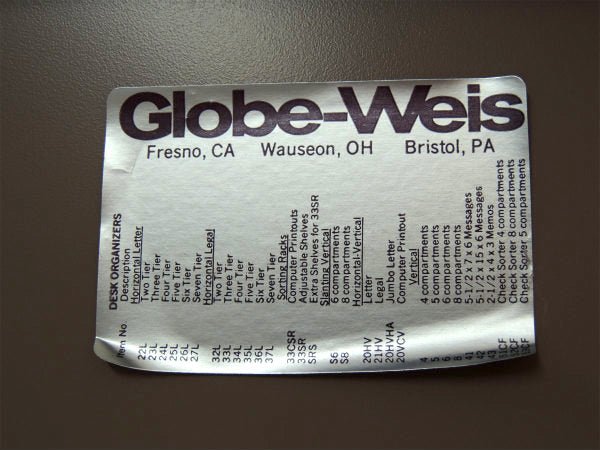 Globe-Weis
Fresno, CA Wauseon, OH Bristol, PA
DESK ORGANIZERS
Item No. Description
Horizontal Letter
22L Two Tier
23L Three Tier
24L Four Tier
25L Five Tier
26L Six Tier
27L Seven Tier
Horizontal Legal
32L Two Tier
33L Three Tier
34L Four Tier
35L Five Tier
36L Six Tier
37L Seven Tier
Sorting Racks
33CSR Computer Printouts
33SR Adjustable Shelves
SRS Extra Shelves for 33SR
Slanting Vertical
S6 6 compartments
S8 8 compartments
Horizontal-Vertical
20HV Letter
21HV Legal
20HVHA Jumbo Letter
20VCV Computer Printout
Vertical
4 4 compartments
5 5 compartments
6 6 compartments
8 8 compartments
41 5-1/2 x 7 x 6 Messages
42 5-1/2 x 15 x 6 Messages
43 2-1/2 x 4 x 3 Memos
Check Sorter 4 compartments
Check Sorter 8 compartments
Check Sorter 5 compartments